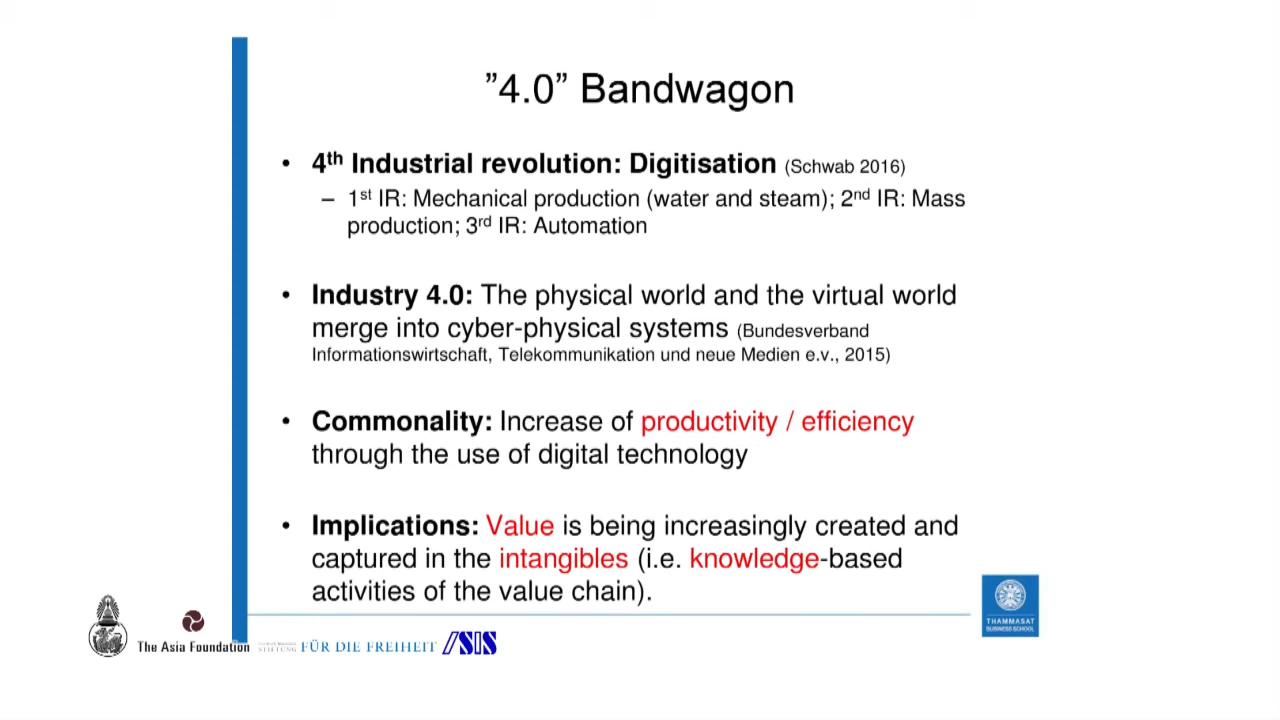 ”4.0” Bandwagon
• 4th Industrial revolution: Digitisation (Schwab 2016)
– 1st IR: Mechanical production (water and steam); 2nd IR: Mass
production; 3rd IR: Automation
• Industry 4.0: The physical world and the virtual world
merge into cyber-physical systems (Bundesverband
Informationswirtschaft, Telekommunikation und neue Medien e.v., 2015)
• Commonality: Increase of productivity / efficiency
through the use of digital technology
• Implications: Value is being increasingly created and
captured in the intangibles (i.e. knowledge-based
activities of the value chain).
THAMMASAT
BUSINESS SCHOOL
The Asia Foundation
STIFTUNG FÜR DIE FREIHEIT
ISIS